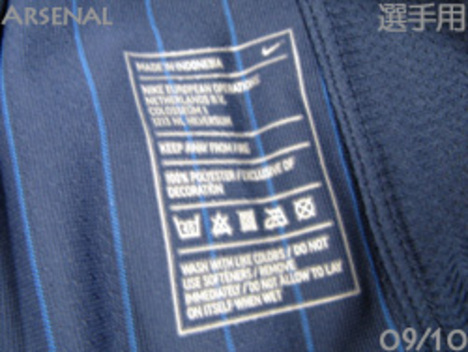 ARSENAL
選手用
MADE IN INDONESIA
NIKE EUROPEAN OPERATIONS
NETHERLANDS B.V.
COLOSSEUM 1
1213 NL HILVERSUM
KEEP AWAY FROM FIRE
100% POLYESTER / EXCLUSIVE OF
DECORATION
WASH WITH LIKE COLORS / DO NOT
USE SOFTENERS / REMOVE
IMMEDIATELY / DO NOT ALLOW TO LAY
ON ITSELF WHEN WET
09/10